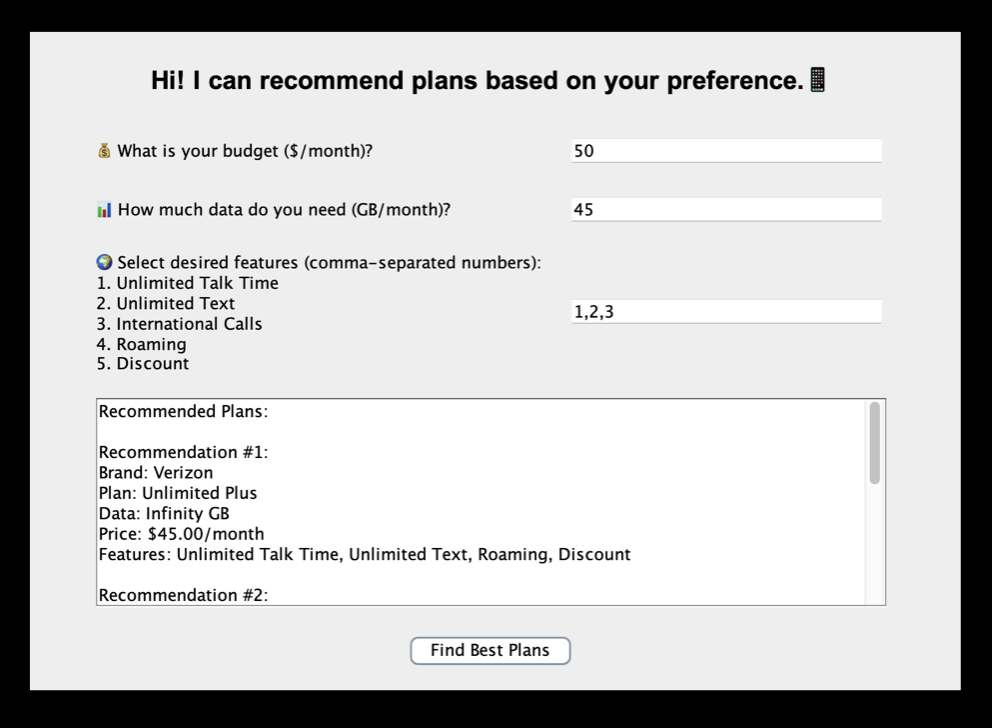 Hi! I can recommend plans based on your preference.📱
💰 What is your budget ($/month)?
50
📊 How much data do you need (GB/month)?
45
🌍 Select desired features (comma-separated numbers):
1. Unlimited Talk Time
2. Unlimited Text
3. International Calls
4. Roaming
5. Discount
1,2,3
Recommended Plans:
Recommendation #1:
Brand: Verizon
Plan: Unlimited Plus
Data: Infinity GB
Price: $45.00/month
Features: Unlimited Talk Time, Unlimited Text, Roaming, Discount
Recommendation #2:
Find Best Plans